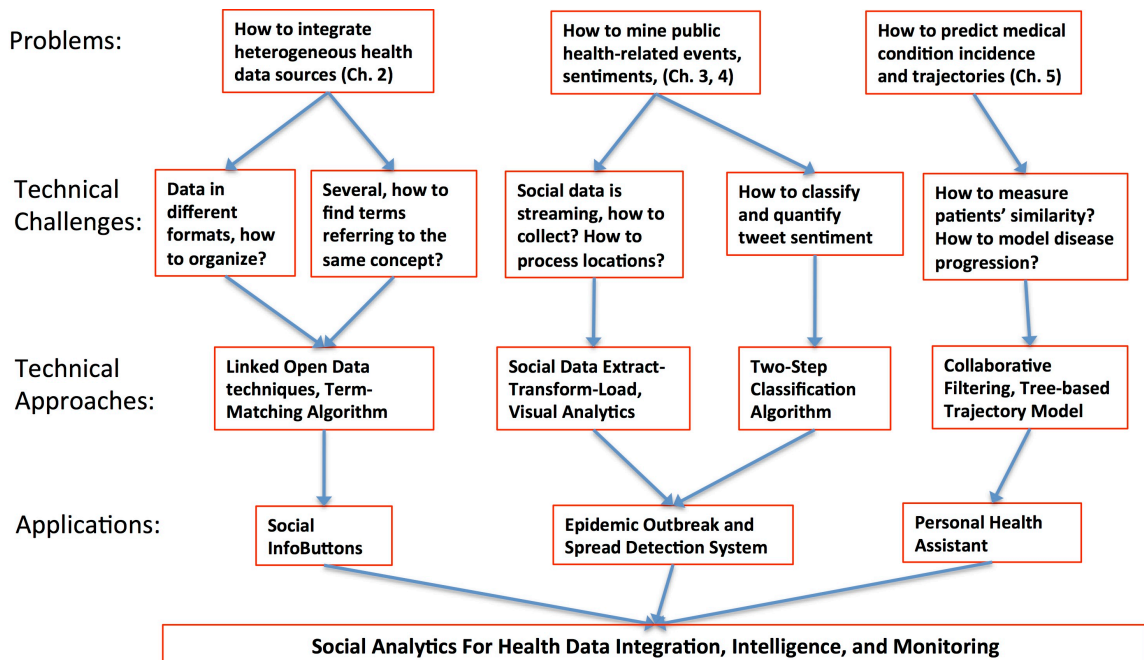 Problems:
How to integrate
heterogeneous health
data sources (Ch. 2)
How to mine public
health-related events,
sentiments, (Ch. 3, 4)
How to predict medical
condition incidence
and trajectories (Ch. 5)
Technical
Challenges:
Data in
different
formats, how
to organize?
Several, how to
find terms
referring to the
same concept?
Social data is
streaming, how to
collect? How to
process locations?
How to classify
and quantify
tweet sentiment
How to measure
patients’ similarity?
How to model disease
progression?
Technical
Approaches:
Linked Open Data
techniques, Term-
Matching Algorithm
Social Data Extract-
Transform-Load,
Visual Analytics
Two-Step
Classification
Algorithm
Collaborative
Filtering, Tree-based
Trajectory Model
Applications:
Social
InfoButtons
Epidemic Outbreak and
Spread Detection System
Personal Health
Assistant
Social Analytics For Health Data Integration, Intelligence, and Monitoring